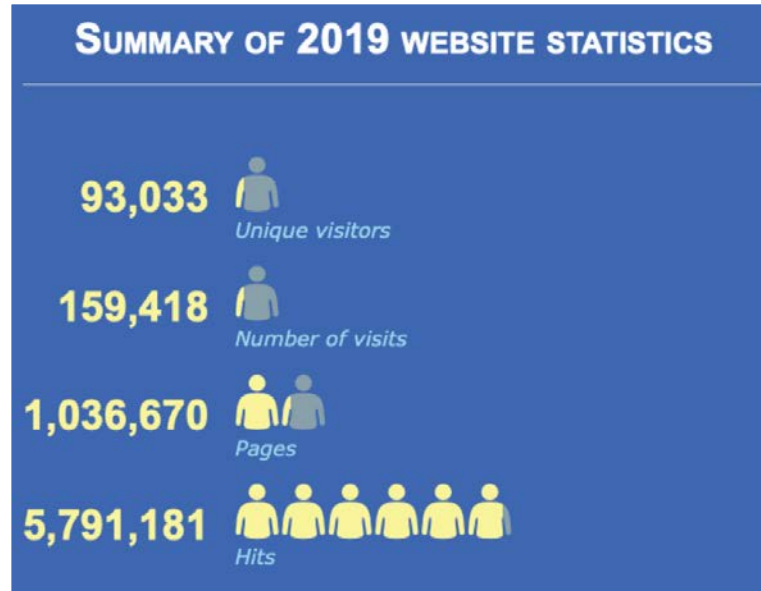 SUMMARY OF 2019 WEBSITE STATISTICS
93,033
Unique visitors
159,418
Number of visits
1,036,670
Pages
5,791,181
Hits